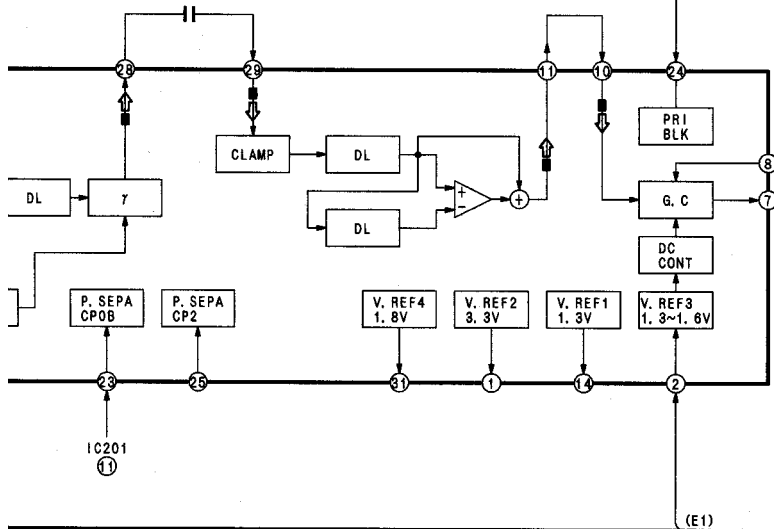 28
29
11
10
24
PRI
BLK
CLAMP
DL
8
DL
γ
+
−
+
G.C
7
DL
DC
CONT
P. SEPA
CP0B
P. SEPA
CP2
V. REF4
1. 8V
V. REF2
3. 3V
V. REF1
1. 3V
V. REF3
1. 3~1. 6V
23
25
31
1
14
2
IC201
11
(E1)